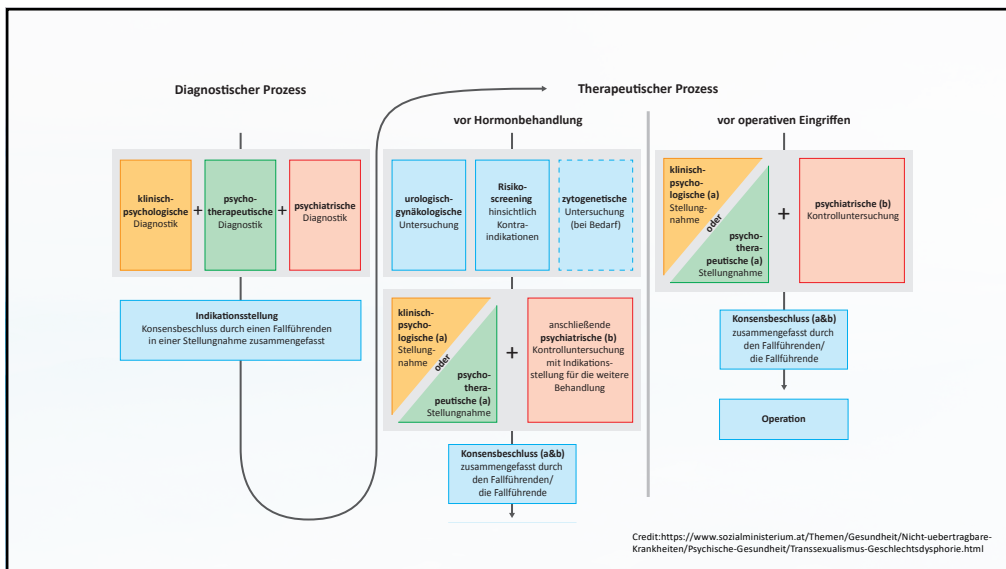 Diagnostischer Prozess
klinisch-
psychologische
Diagnostik
+
psycho-
therapeutische
Diagnostik
+
psychiatrische
Diagnostik
Indikationsstellung
Konsensbeschluss durch einen Fallführenden
in einer Stellungnahme zusammengefasst
Therapeutischer Prozess
vor Hormonbehandlung
urologisch-
gynäkologische
Untersuchung
Risiko-
screening
hinsichtlich
Kontra-
indikationen
zytogenetische
Untersuchung
(bei Bedarf)
klinisch-
psycho-
logische (a)
Stellung-
nahme
oder
psycho-
thera-
peutische (a)
Stellungnahme
+
anschließende
psychiatrische (b)
Kontrolluntersuchung
mit Indikations-
stellung für die weitere
Behandlung
Konsensbeschluss (a&b)
zusammengefasst durch
den Fallführenden/
die Fallführende
vor operativen Eingriffen
klinisch-
psycho-
logische (a)
Stellung-
nahme
oder
psycho-
thera-
peutische (a)
Stellungnahme
+
psychiatrische (b)
Kontrolluntersuchung
Konsensbeschluss (a&b)
zusammengefasst durch
den Fallführenden/
die Fallführende
Operation
Credit:https://www.sozialministerium.at/Themen/Gesundheit/Nicht-uebertragbare-
Krankheiten/Psychische-Gesundheit/Transsexualismus-Geschlechtsdysphorie.html